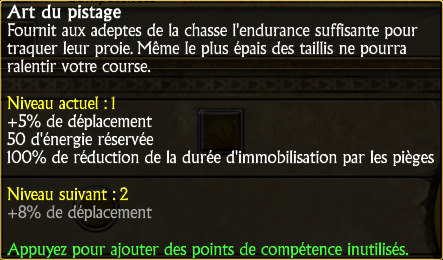 Art du pistage
Fournit aux adeptes de la chasse l'endurance suffisante pour
traquer leur proie. Même le plus épais des taillis ne pourra
ralentir votre course.
Niveau actuel : 1
+5% de déplacement
50 d'énergie réservée
100% de réduction de la durée d'immobilisation par les pièges
Niveau suivant : 2
+8% de déplacement
Appuyez pour ajouter des points de compétence inutilisés.